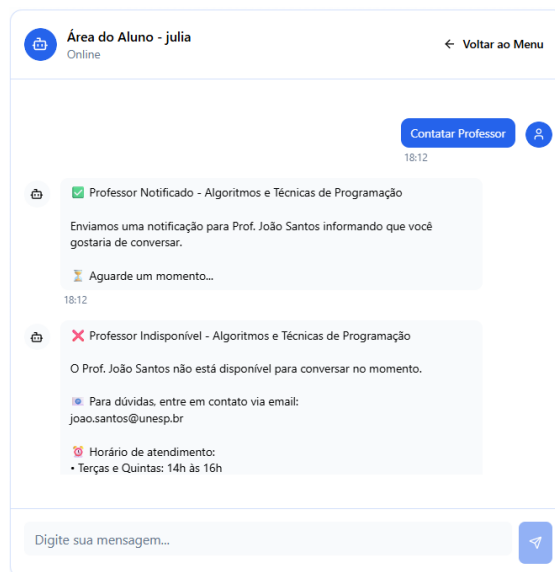 Área do Aluno - julia
Online
← Voltar ao Menu
Contatar Professor
18:12
✅ Professor Notificado - Algoritmos e Técnicas de Programação
Enviamos uma notificação para Prof. João Santos informando que você
gostaria de conversar.
⏳ Aguarde um momento...
18:12
❌ Professor Indisponível - Algoritmos e Técnicas de Programação
O Prof. João Santos não está disponível para conversar no momento.
📧 Para dúvidas, entre em contato via email:
joao.santos@unesp.br
⏰ Horário de atendimento:
• Terças e Quintas: 14h às 16h
Digite sua mensagem...